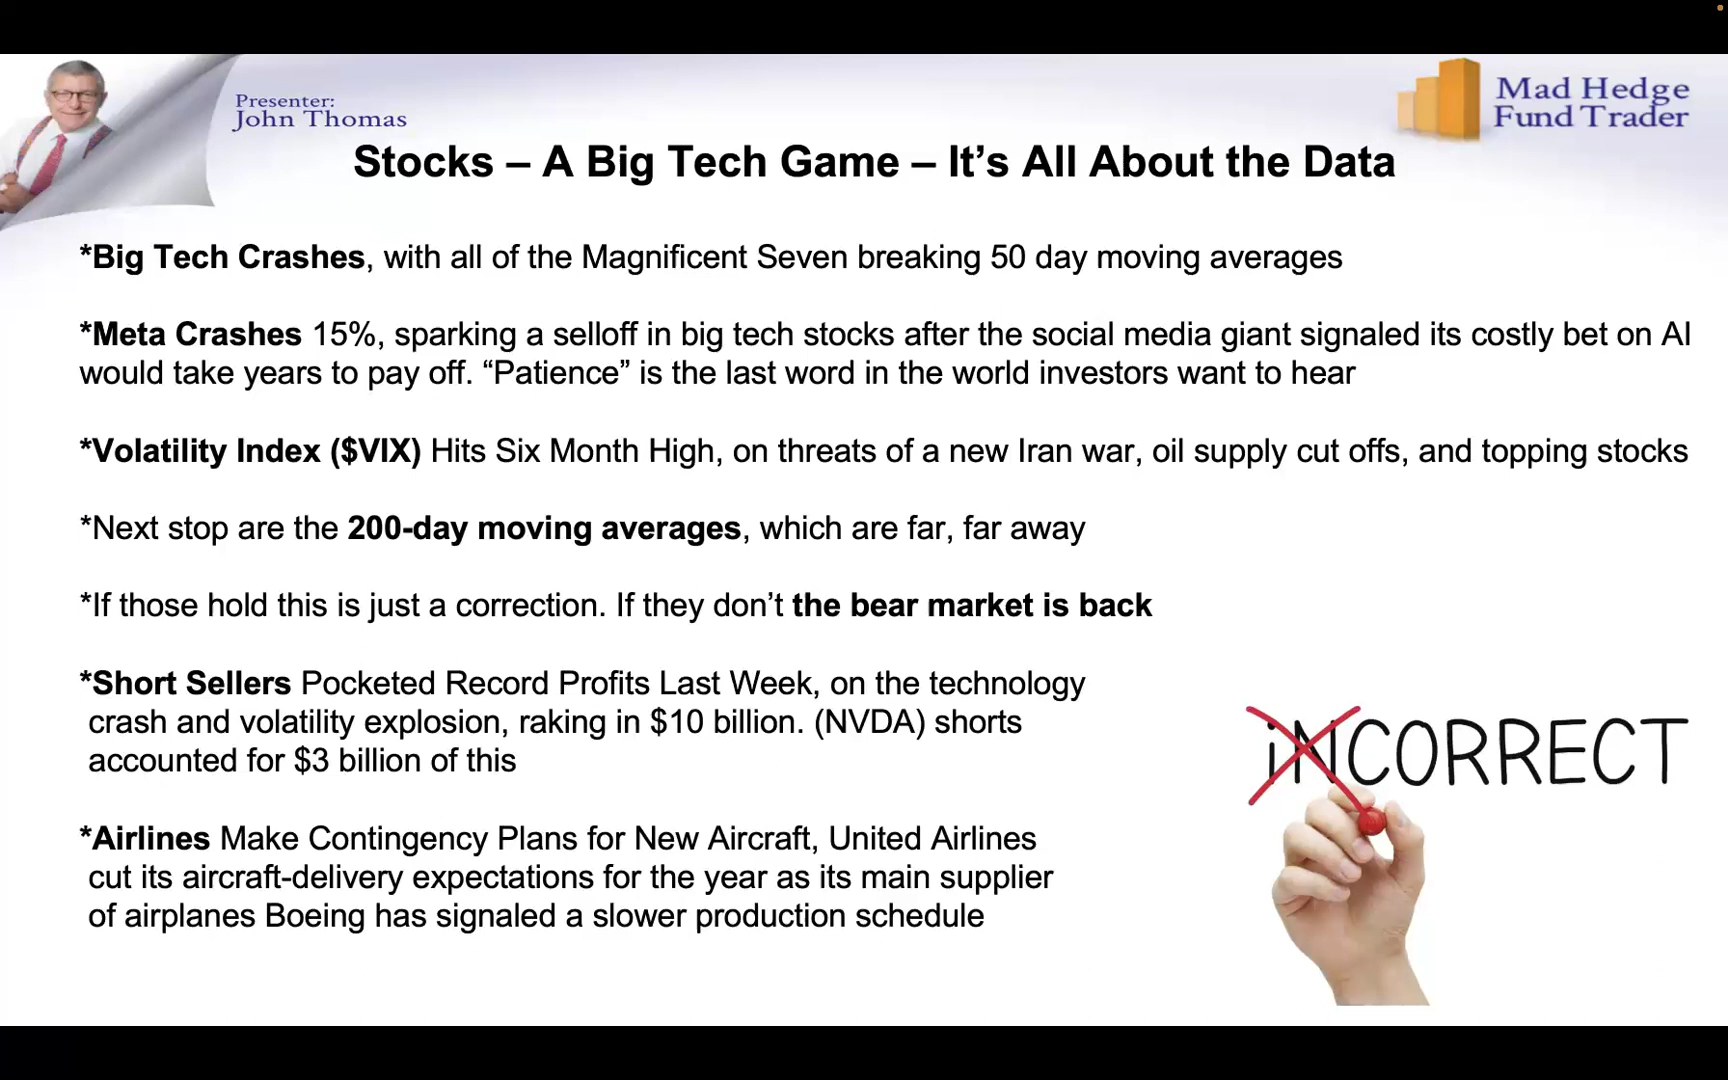 Presenter:
John Thomas
Mad Hedge
Fund Trader
Stocks – A Big Tech Game – It’s All About the Data
*Big Tech Crashes, with all of the Magnificent Seven breaking 50 day moving averages
*Meta Crashes 15%, sparking a selloff in big tech stocks after the social media giant signaled its costly bet on AI
would take years to pay off. “Patience” is the last word in the world investors want to hear
*Volatility Index ($VIX) Hits Six Month High, on threats of a new Iran war, oil supply cut offs, and topping stocks
*Next stop are the 200-day moving averages, which are far, far away
*If those hold this is just a correction. If they don’t the bear market is back
*Short Sellers Pocketed Record Profits Last Week, on the technology
crash and volatility explosion, raking in $10 billion. (NVDA) shorts
accounted for $3 billion of this
*Airlines Make Contingency Plans for New Aircraft, United Airlines
cut its aircraft-delivery expectations for the year as its main supplier
of airplanes Boeing has signaled a slower production schedule
iNCORRECT